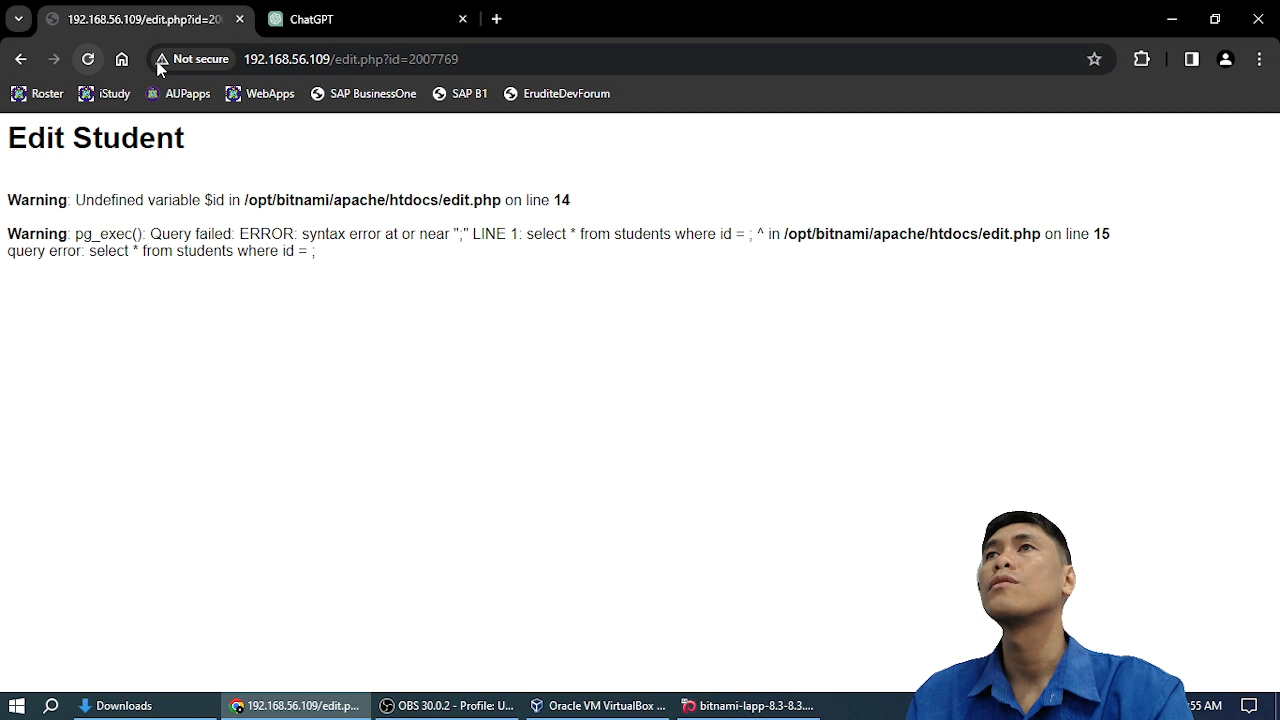 192.168.56.109/edit.php?id=20
ChatGPT
Not secure
192.168.56.109/edit.php?id=2007769
Roster
iStudy
AUPapps
WebApps
SAP BusinessOne
SAP B1
EruditeDevForum
Edit Student
Warning: Undefined variable $id in /opt/bitnami/apache/htdocs/edit.php on line 14
Warning: pg_exec(): Query failed: ERROR: syntax error at or near ";" LINE 1: select * from students where id = ; ^ in /opt/bitnami/apache/htdocs/edit.php on line 15
query error: select * from students where id = ;
Downloads
192.168.56.109/edit.p...
OBS 30.0.2 - Profile: U...
Oracle VM VirtualBox ...
bitnami-lapp-8.3-8.3....
:55 AM